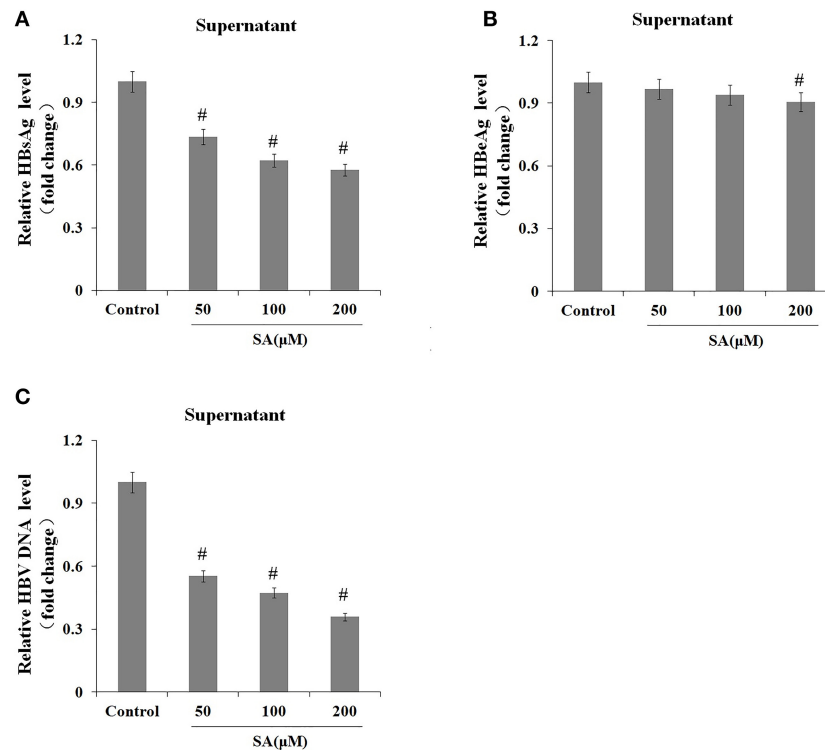 A
Supernatant
Relative HBsAg level
（fold change）
1.2
0.9
0.6
0.3
0
#
#
#
Control
50
100
200
SA(μM)
B
Supernatant
Relative HBeAg level
（fold change）
1.2
0.9
0.6
0.3
0
#
Control
50
100
200
SA(μM)
C
Supernatant
Relative HBV DNA level
（fold change）
1.2
0.9
0.6
0.3
0
#
#
#
Control
50
100
200
SA(μM)